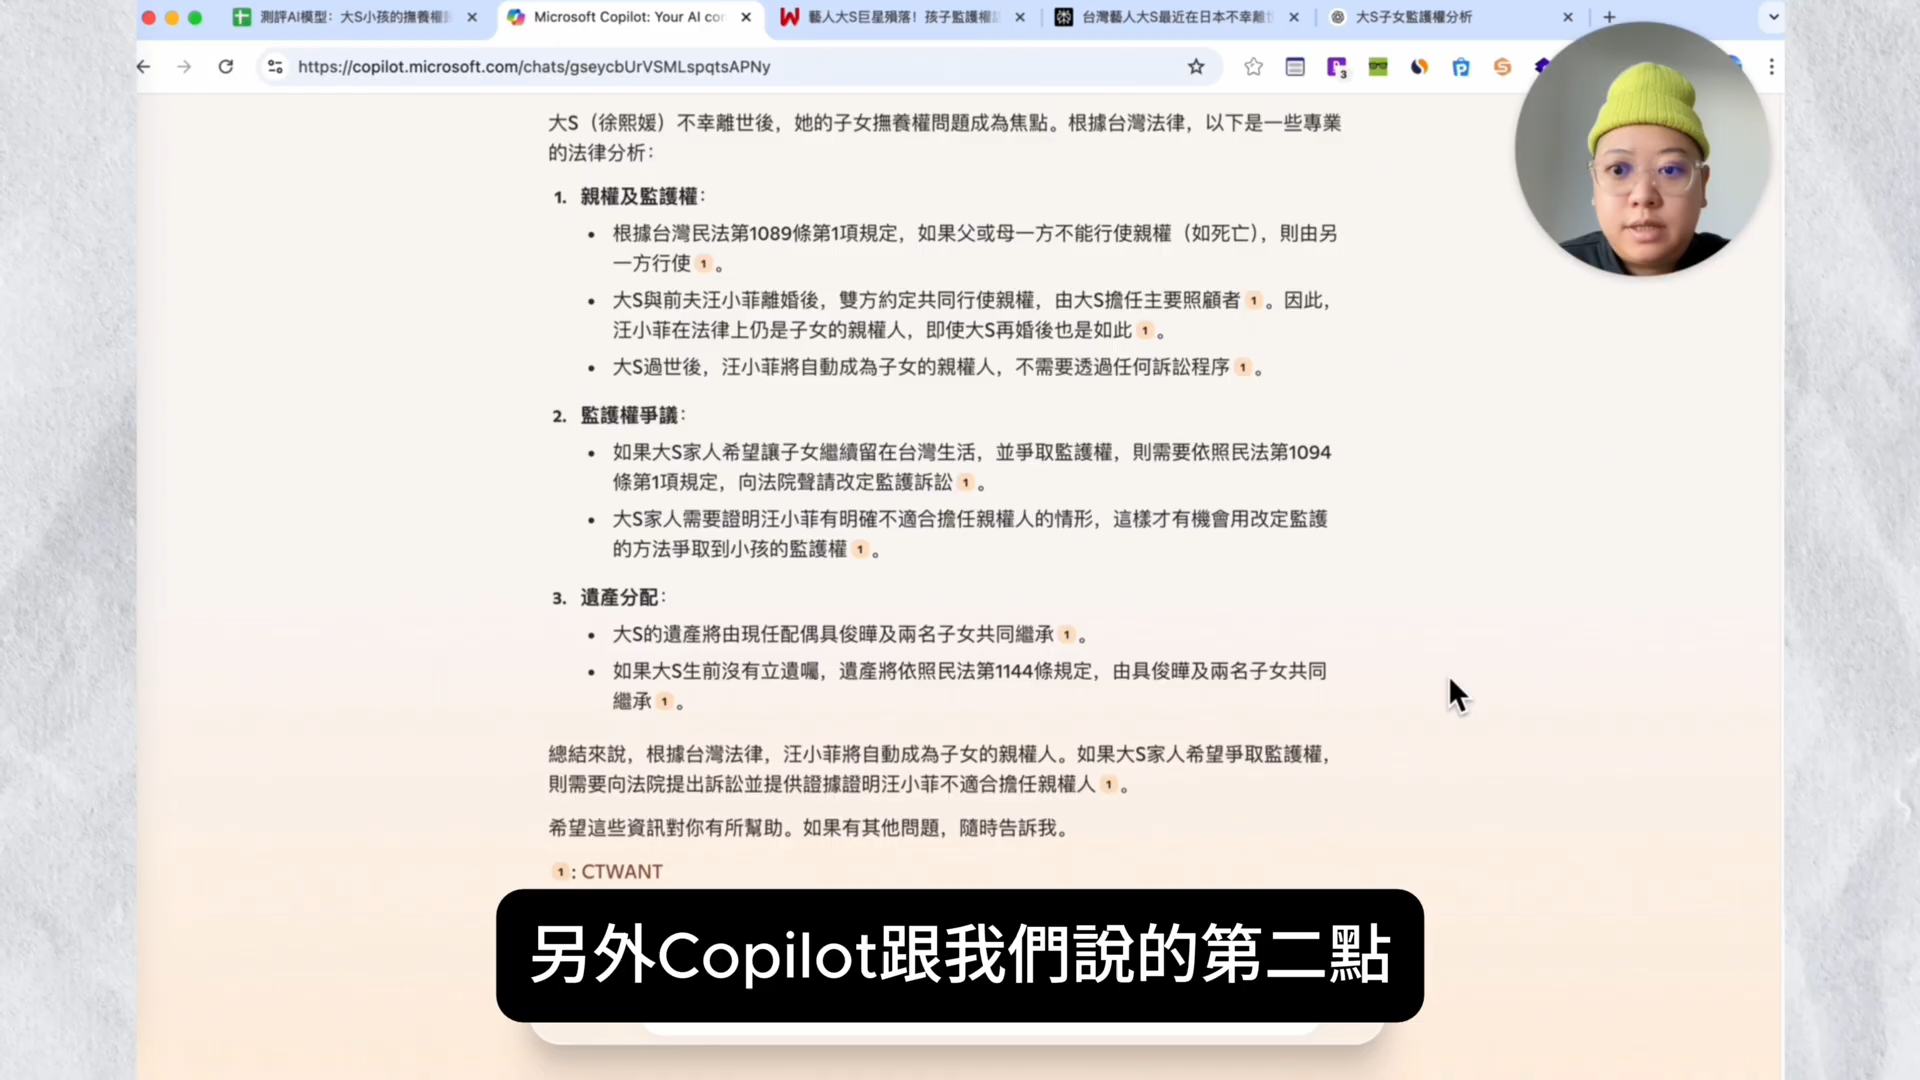 測評AI模型：大S小孩的撫養權
Microsoft Copilot: Your AI co
藝人大S巨星殞落！孩子監護權
台灣藝人大S最近在日本不幸離世
大S子女監護權分析
https://copilot.microsoft.com/chats/gseycbUrVSMLspqtsAPNy
3
大S（徐熙媛）不幸離世後，她的子女撫養權問題成為焦點。根據台灣法律，以下是一些專業
的法律分析：
1. 親權及監護權：
• 根據台灣民法第1089條第1項規定，如果父或母一方不能行使親權（如死亡），則由另
一方行使 1 。
• 大S與前夫汪小菲離婚後，雙方約定共同行使親權，由大S擔任主要照顧者 1 。因此，
汪小菲在法律上仍是子女的親權人，即使大S再婚後也是如此 1 。
• 大S過世後，汪小菲將自動成為子女的親權人，不需要透過任何訴訟程序 1 。
2. 監護權爭議：
• 如果大S家人希望讓子女繼續留在台灣生活，並爭取監護權，則需要依照民法第1094
條第1項規定，向法院聲請改定監護訴訟 1 。
• 大S家人需要證明汪小菲有明確不適合擔任親權人的情形，這樣才有機會用改定監護
的方法爭取到小孩的監護權 1 。
3. 遺產分配：
• 大S的遺產將由現任配偶具俊曄及兩名子女共同繼承 1 。
• 如果大S生前沒有立遺囑，遺產將依照民法第1144條規定，由具俊曄及兩名子女共同
繼承 1 。
總結來說，根據台灣法律，汪小菲將自動成為子女的親權人。如果大S家人希望爭取監護權，
則需要向法院提出訴訟並提供證據證明汪小菲不適合擔任親權人 1 。
希望這些資訊對你有所幫助。如果有其他問題，隨時告訴我。
1 : CTWANT
另外Copilot跟我們說的第二點